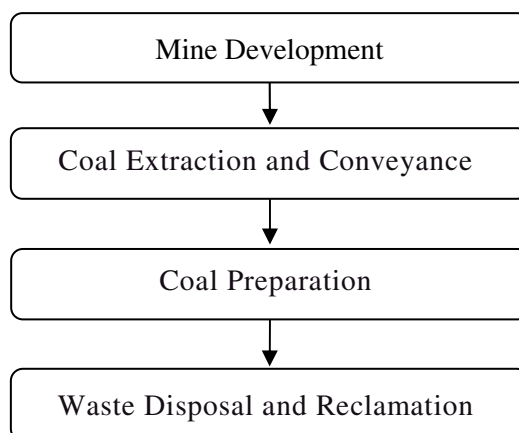 Mine Development
Coal Extraction and Conveyance
Coal Preparation
Waste Disposal and Reclamation